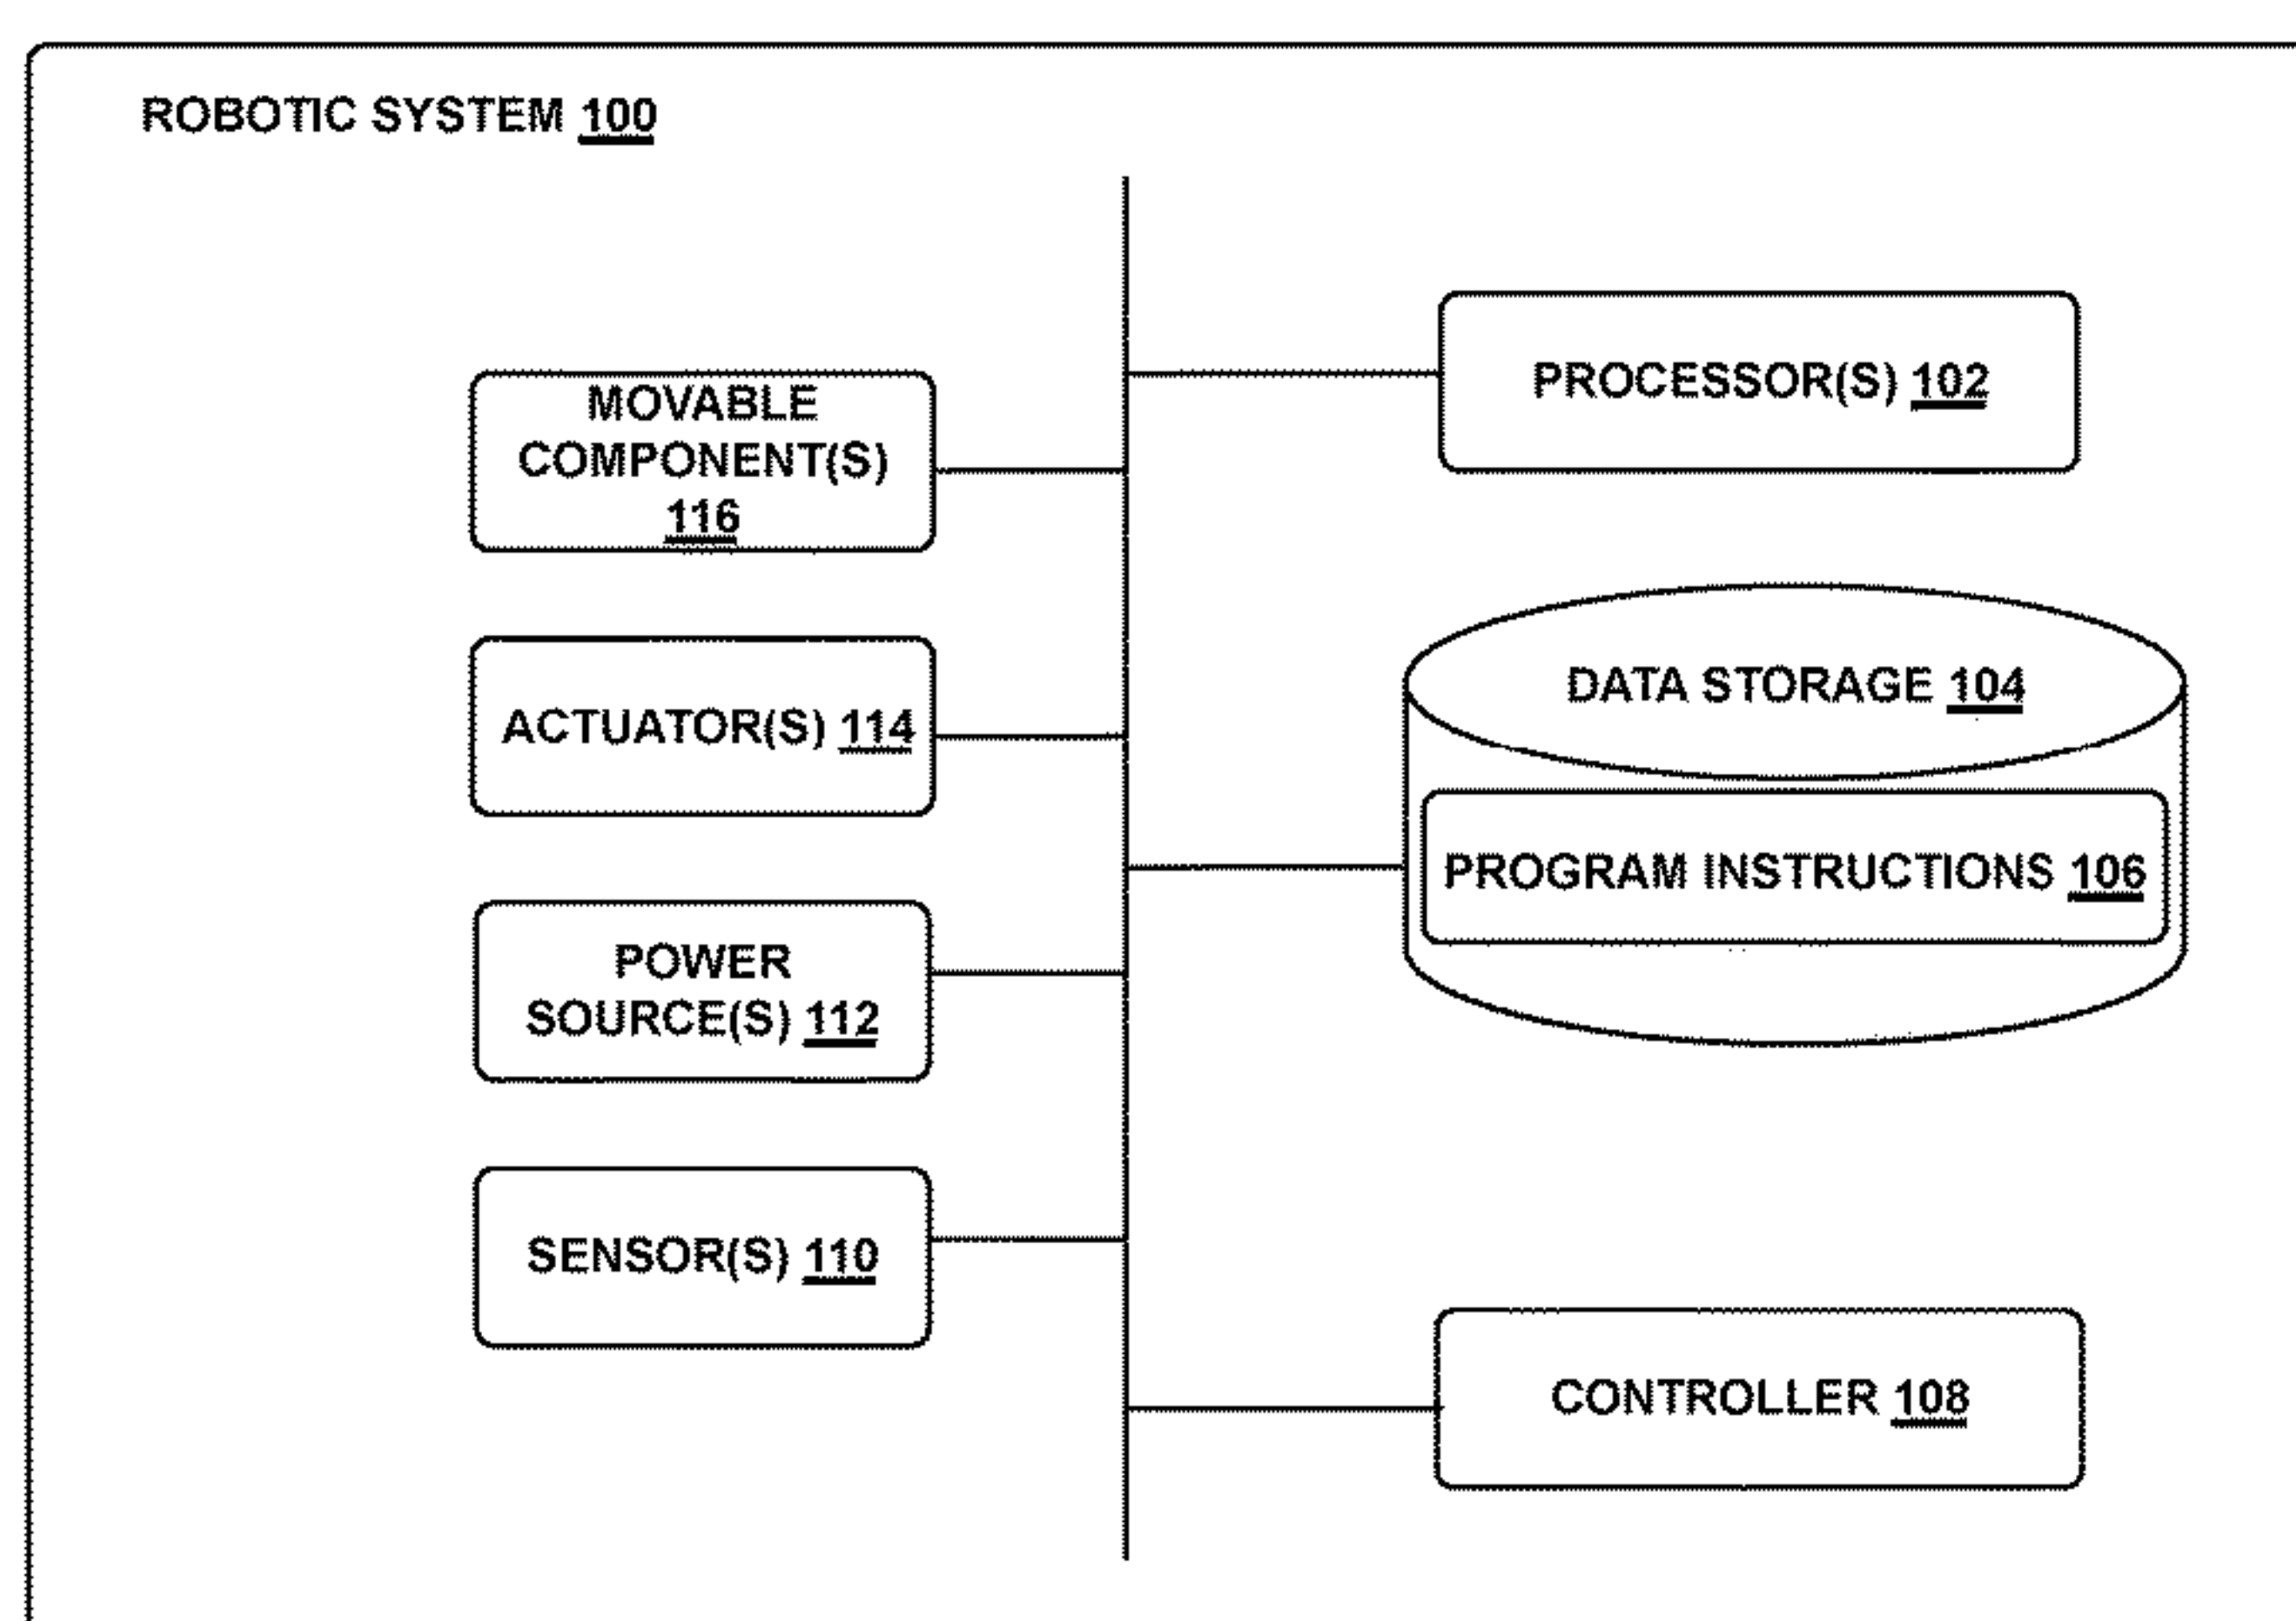 ROBOTIC SYSTEM 100
MOVABLE
COMPONENT(S)
116
ACTUATOR(S) 114
POWER
SOURCE(S) 112
SENSOR(S) 110
PROCESSOR(S) 102
DATA STORAGE 104
PROGRAM INSTRUCTIONS 106
CONTROLLER 108